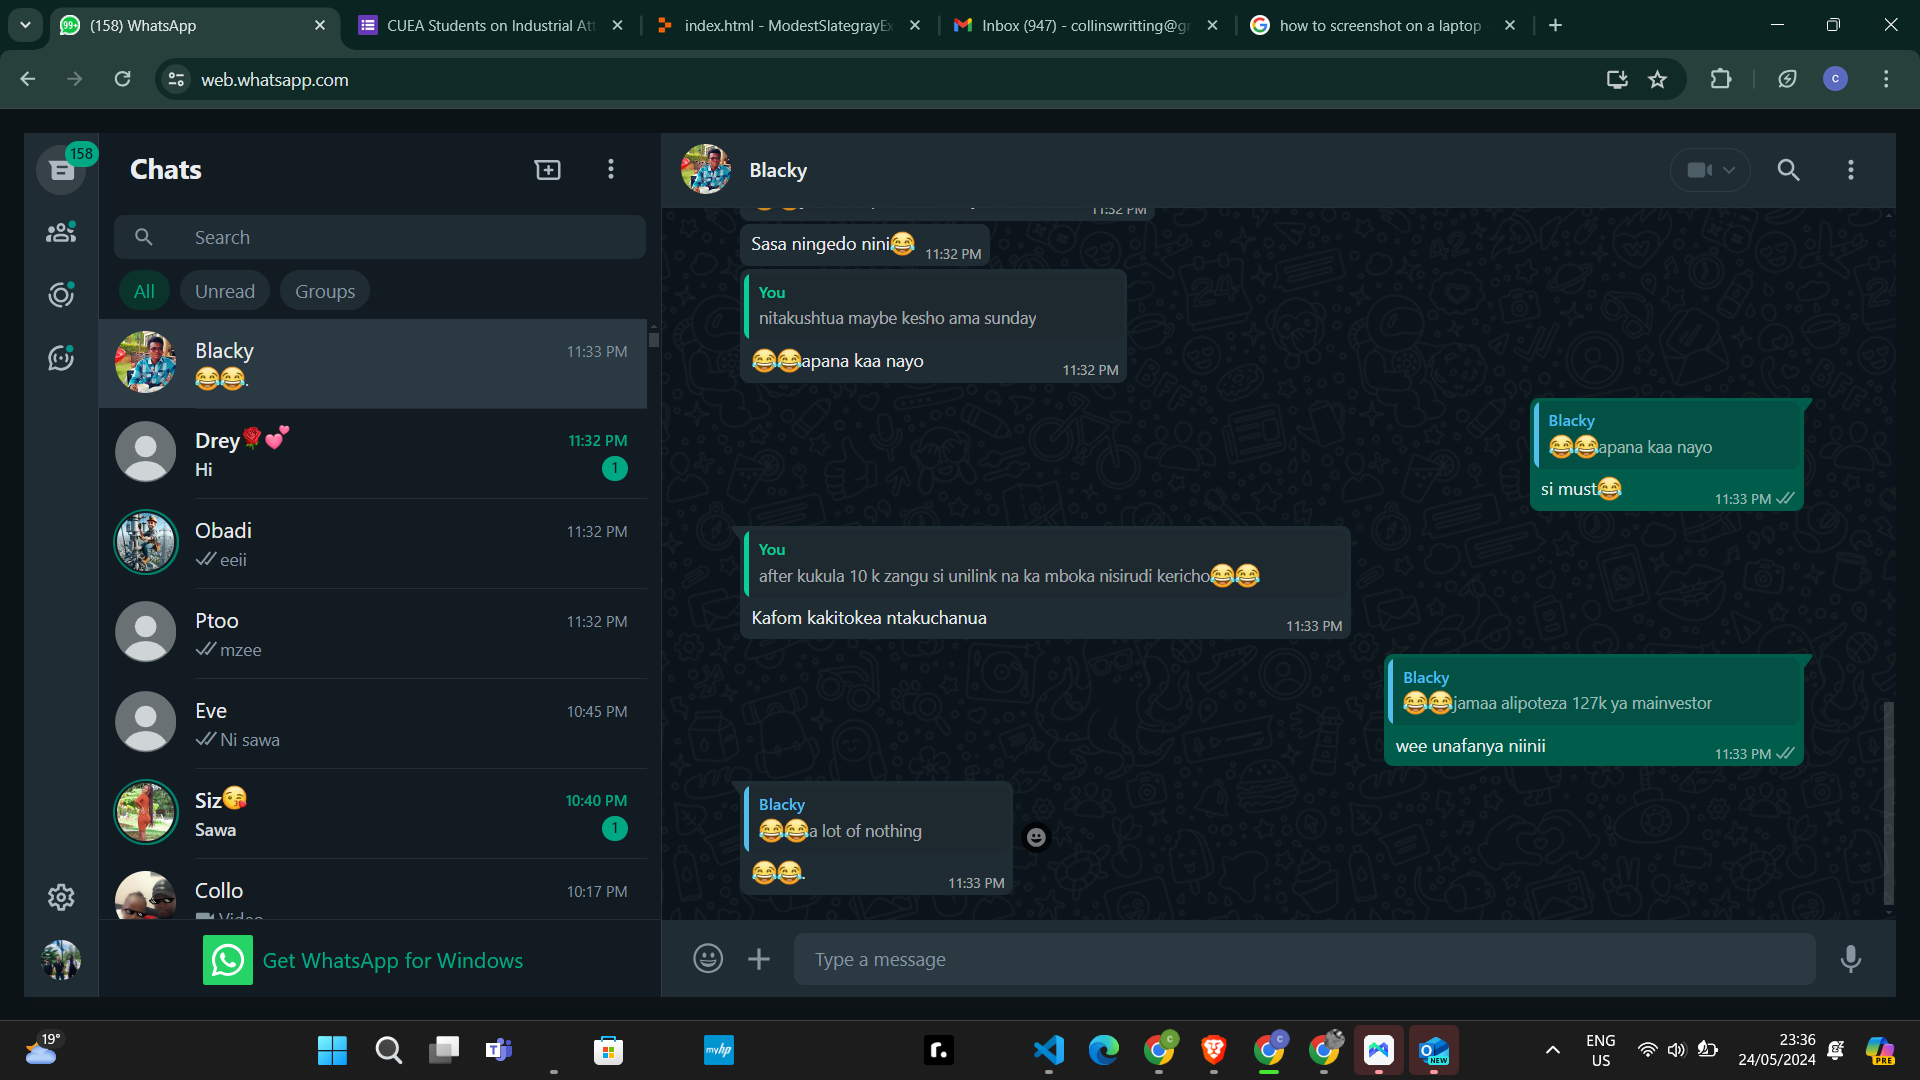 (158) WhatsApp
CUEA Students on Industrial Att
index.html - ModestSlategrayEx
Inbox (947) - collinswritting@g
how to screenshot on a laptop
web.whatsapp.com
C
158
Chats
Search
All
Unread
Groups
Blacky
11:33 PM
😂😂.
Drey🌹💕
11:32 PM
Hi
1
Obadi
11:32 PM
eeii
Ptoo
11:32 PM
mzee
Eve
10:45 PM
Ni sawa
Siz😘
10:40 PM
Sawa
1
Collo
10:17 PM
Video
Get WhatsApp for Windows
Blacky
11:32 PM
Sasa ningedo nini😂
11:32 PM
You
nitakushtua maybe kesho ama sunday
😂😂apana kaa nayo
11:32 PM
Blacky
😂😂apana kaa nayo
si must😂
11:33 PM
You
after kukula 10 k zangu si unilink na ka mboka nisirudi kericho😂😂
Kafom kakitokea ntakuchanua
11:33 PM
Blacky
😂😂jamaa alipoteza 127k ya mainvestor
wee unafanya niinii
11:33 PM
Blacky
😂😂a lot of nothing
😂😂.
11:33 PM
Type a message
19°
myhp
ENG
US
23:36
24/05/2024
PRE
NEW